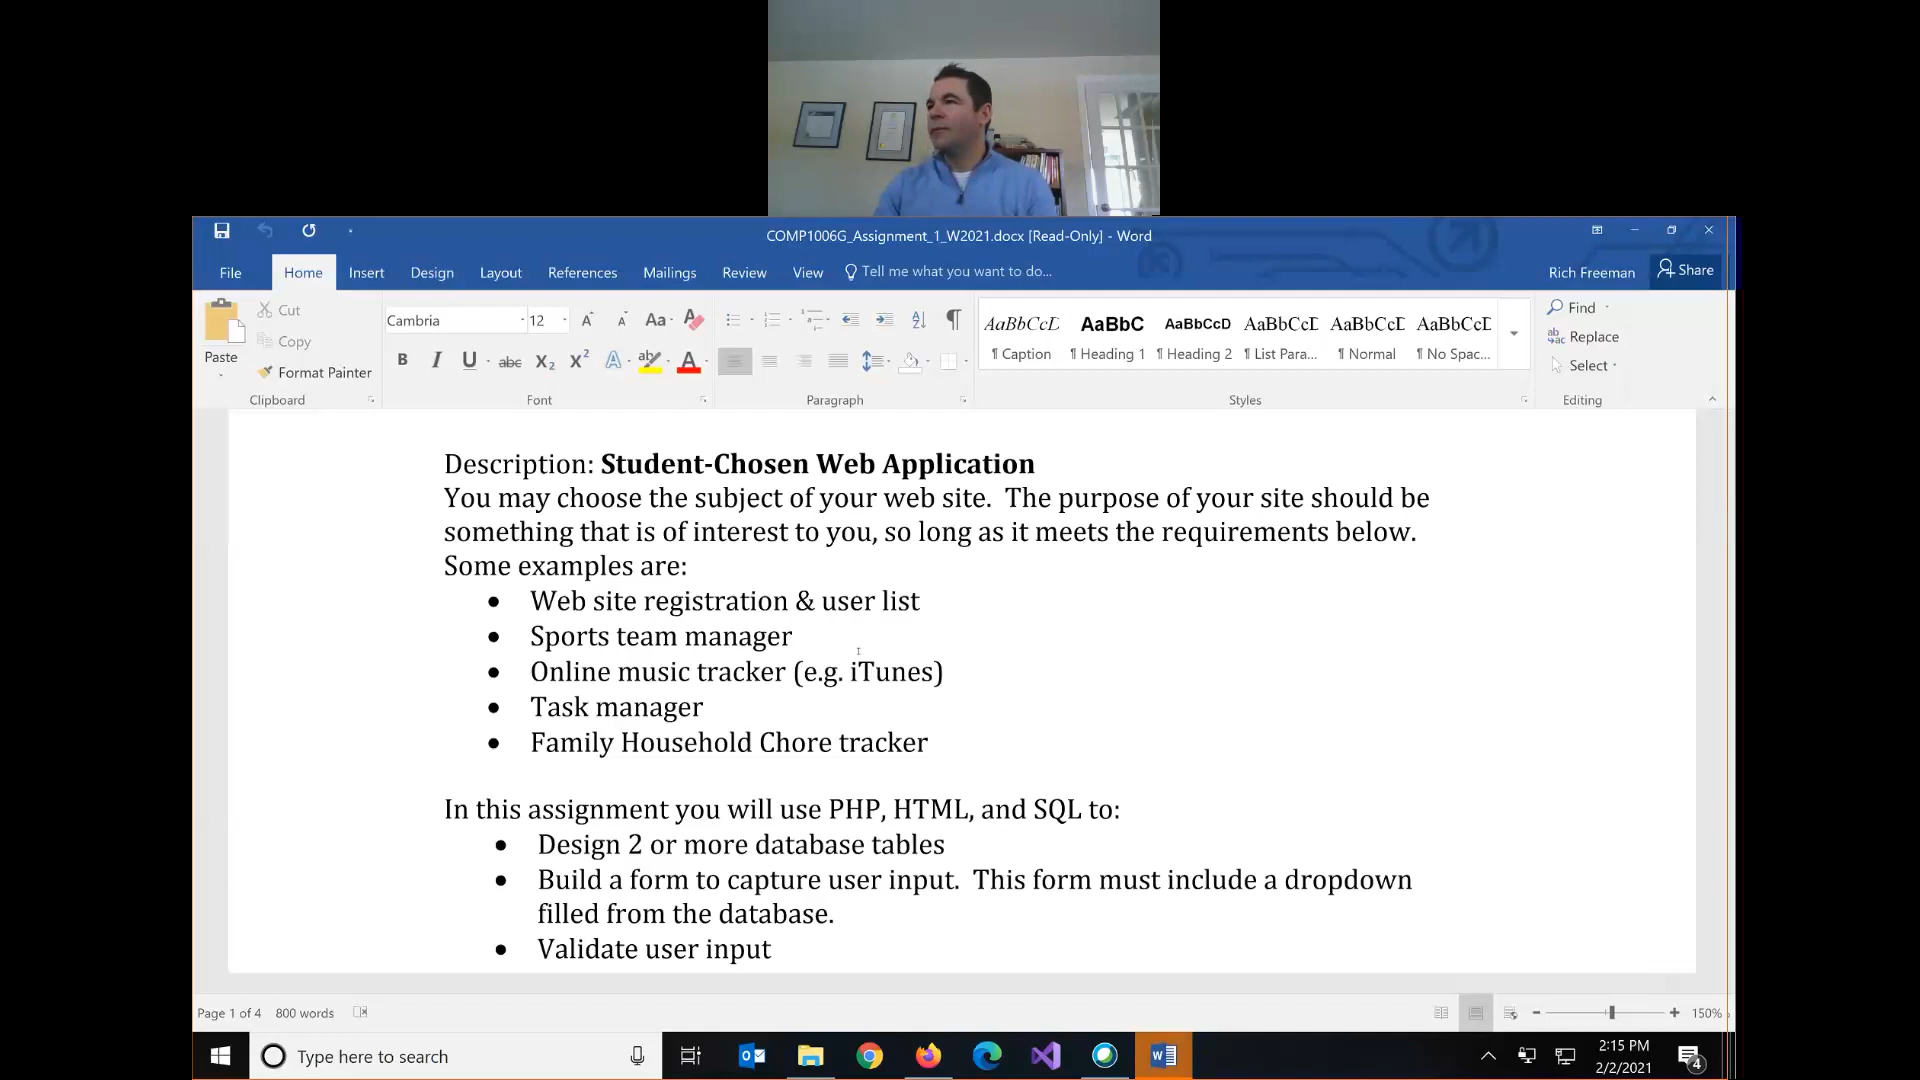 COMP1006G_Assignment_1_W2021.docx [Read-Only] - Word
File Home Insert Design Layout References Mailings Review View Tell me what you want to do... Rich Freeman Share
Paste
Cut
Copy
Format Painter
Clipboard
Cambria 12
Font
Paragraph
AaBbCcD AaBbC AaBbCcD AaBbCcD AaBbCcD AaBbCcD
¶ Caption ¶ Heading 1 ¶ Heading 2 ¶ List Para... ¶ Normal ¶ No Spac...
Styles
Find
Replace
Select
Editing
Description: Student-Chosen Web Application
You may choose the subject of your web site. The purpose of your site should be
something that is of interest to you, so long as it meets the requirements below.
Some examples are:
• Web site registration & user list
• Sports team manager
• Online music tracker (e.g. iTunes)
• Task manager
• Family Household Chore tracker
In this assignment you will use PHP, HTML, and SQL to:
• Design 2 or more database tables
• Build a form to capture user input. This form must include a dropdown
filled from the database.
• Validate user input
Page 1 of 4 800 words 150%
Type here to search
2:15 PM
2/2/2021
4